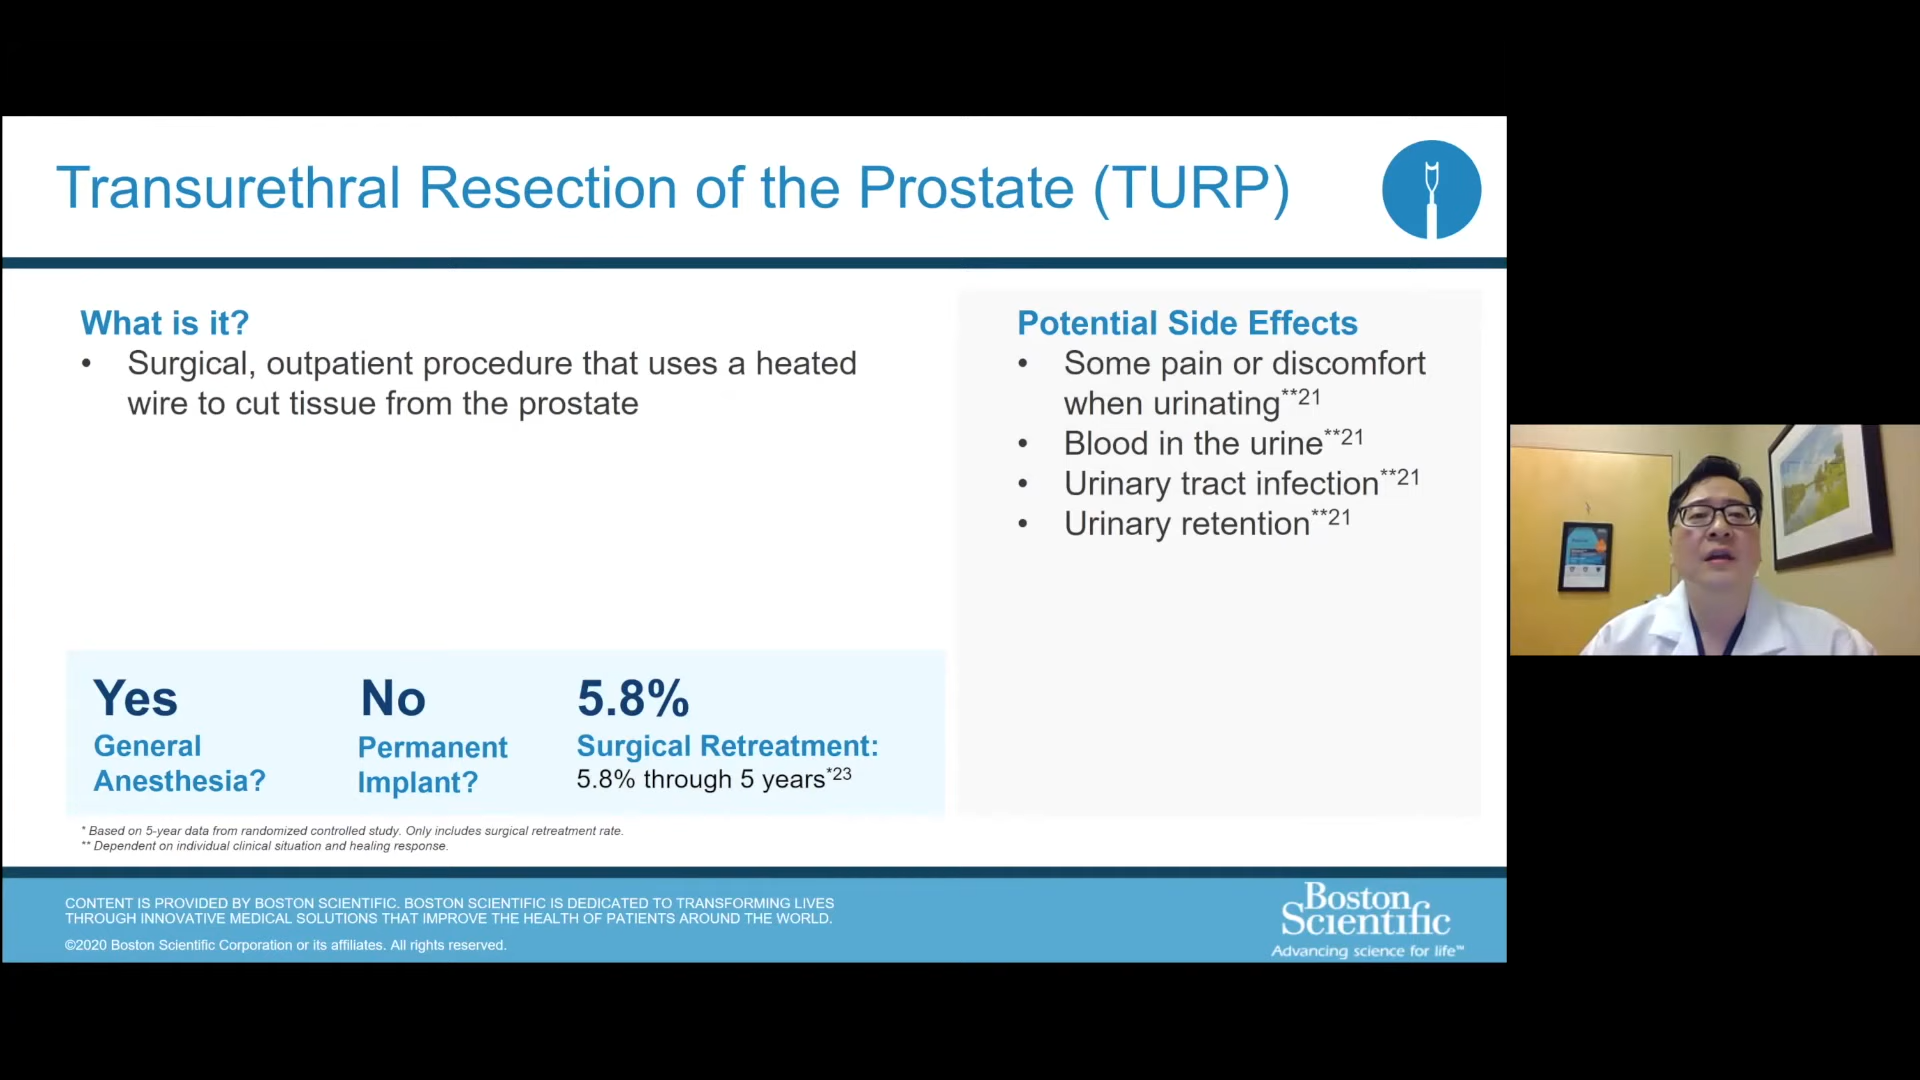 Transurethral Resection of the Prostate (TURP)
What is it?
• Surgical, outpatient procedure that uses a heated
wire to cut tissue from the prostate
Potential Side Effects
• Some pain or discomfort
when urinating**21
• Blood in the urine**21
• Urinary tract infection**21
• Urinary retention**21
Yes
General
Anesthesia?
No
Permanent
Implant?
5.8%
Surgical Retreatment:
5.8% through 5 years*23
* Based on 5-year data from randomized controlled study. Only includes surgical retreatment rate.
** Dependent on individual clinical situation and healing response.
CONTENT IS PROVIDED BY BOSTON SCIENTIFIC. BOSTON SCIENTIFIC IS DEDICATED TO TRANSFORMING LIVES
THROUGH INNOVATIVE MEDICAL SOLUTIONS THAT IMPROVE THE HEALTH OF PATIENTS AROUND THE WORLD.
©2020 Boston Scientific Corporation or its affiliates. All rights reserved.
Boston
Scientific
Advancing science for life™